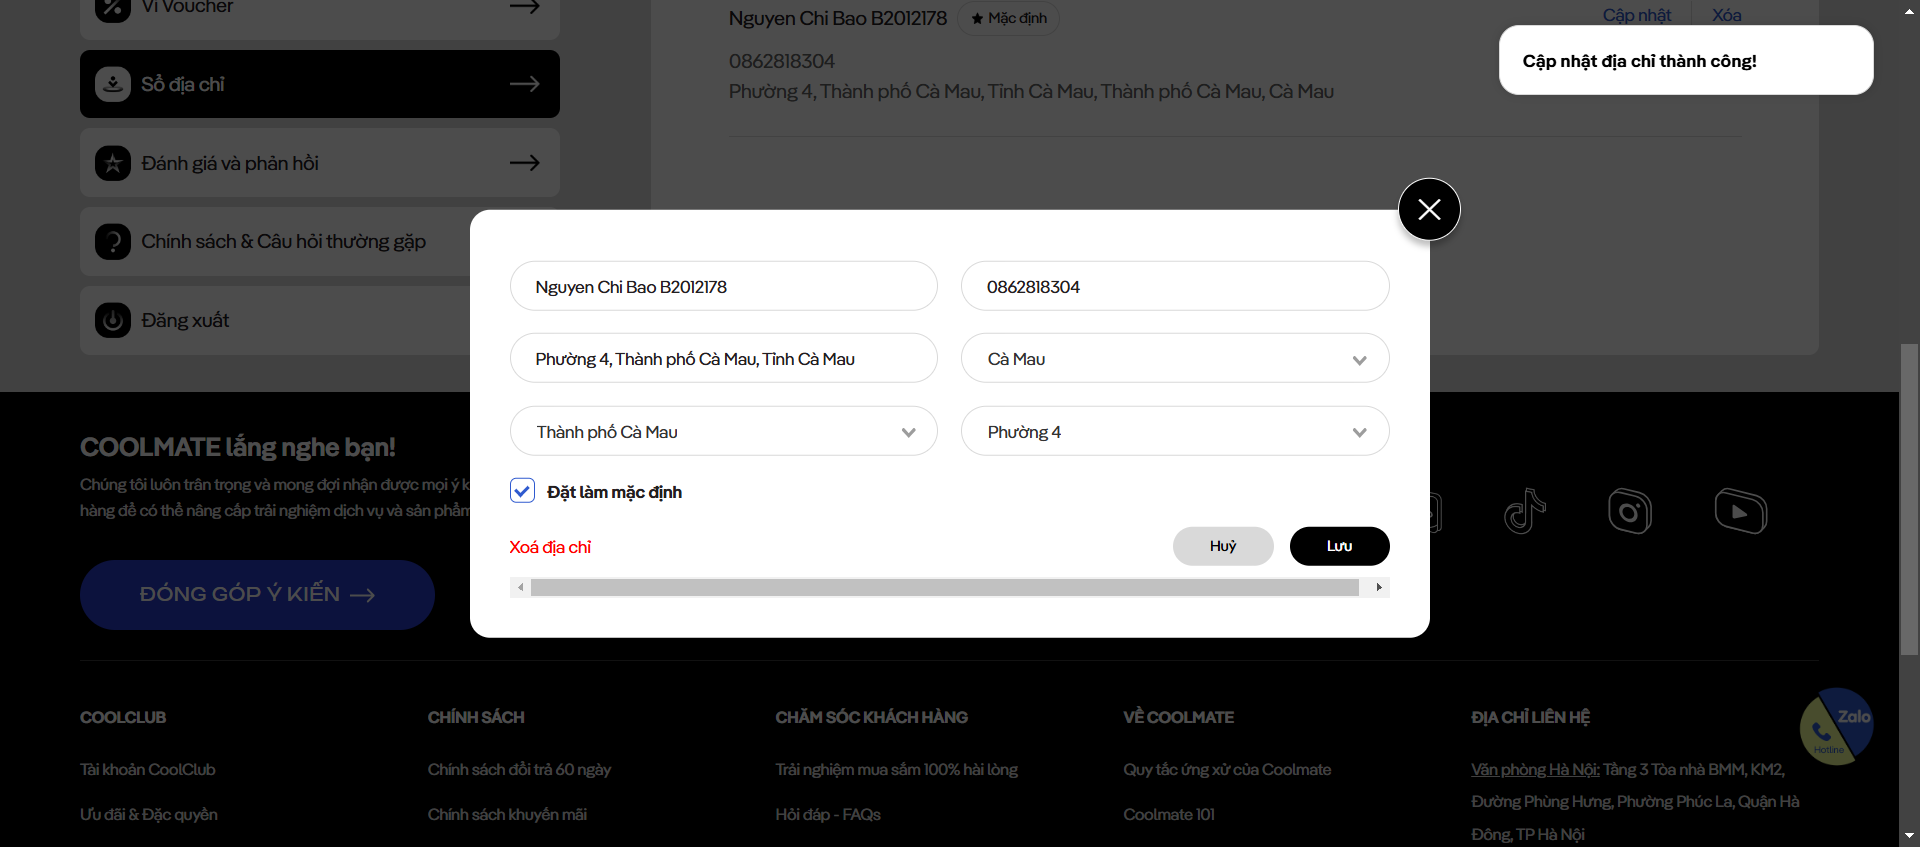 Ví Voucher
Sổ địa chỉ
Đánh giá và phản hồi
Chính sách & Câu hỏi thường gặp
Đăng xuất
Nguyen Chi Bao B2012178
Mặc định
Cập nhật
Xóa
0862818304
Phường 4, Thành phố Cà Mau, Tỉnh Cà Mau, Thành phố Cà Mau, Cà Mau
Cập nhật địa chỉ thành công!
Nguyen Chi Bao B2012178
0862818304
Phường 4, Thành phố Cà Mau, Tỉnh Cà Mau
Cà Mau
Thành phố Cà Mau
Phường 4
Đặt làm mặc định
Xoá địa chỉ
Huỷ
Lưu
COOLMATE lắng nghe bạn!
Chúng tôi luôn trân trọng và mong đợi nhận được mọi ý k
hàng để có thể nâng cấp trải nghiệm dịch vụ và sản phẩm
ĐÓNG GÓP Ý KIẾN
COOLCLUB
Tài khoản CoolClub
Ưu đãi & Đặc quyền
CHÍNH SÁCH
Chính sách đổi trả 60 ngày
Chính sách khuyến mãi
CHĂM SÓC KHÁCH HÀNG
Trải nghiệm mua sắm 100% hài lòng
Hỏi đáp - FAQs
VỀ COOLMATE
Quy tắc ứng xử của Coolmate
Coolmate 101
ĐỊA CHỈ LIÊN HỆ
Văn phòng Hà Nội: Tầng 3 Tòa nhà BMM, KM2,
Đường Phùng Hưng, Phường Phúc La, Quận Hà
Đông, TP Hà Nội
Zalo
Hotline